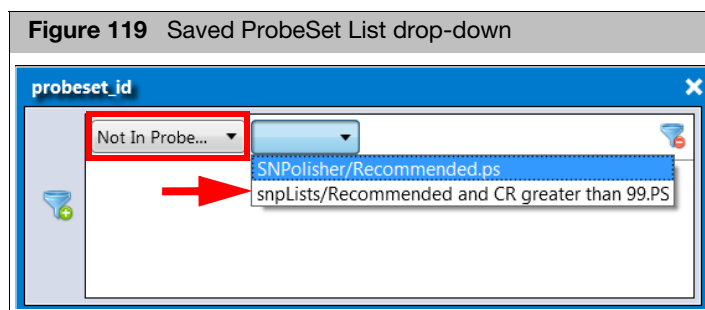 Figure 119 Saved ProbeSet List drop-down
probeset_id
Not In Probe...
SNPolisher/Recommended.ps
snpLists/Recommended and CR greater than 99.PS